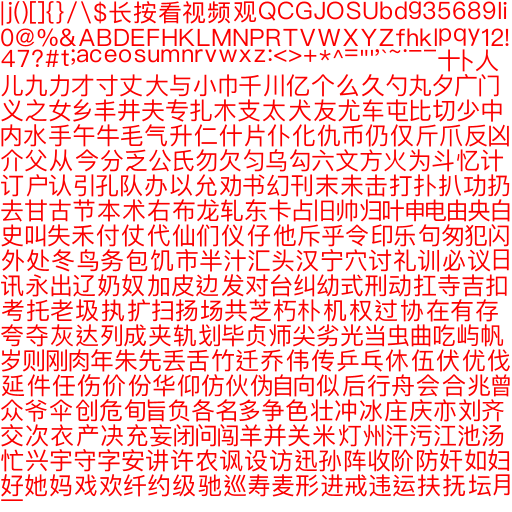 |j()[]{}/\$长按看视频观QCGJOSUbdg35689li
0@%&ABDEFHKLMNPRTVWXYZfhklpqy12!
47?#t;aceosumnrvwxz:<>+*^="',`~-–—十卜人
儿九力才寸丈大与小巾千川亿个么久勺丸夕广门
义之女乡丰井夫专扎木支太犬友尤车屯比切少中
内水手午牛毛气升仁什片仆化仇币仍仅斤爪反凶
介父从今分乏公氏勿欠匀乌勾六文方火为斗忆计
订户认引孔队办以允劝书幻刊末未击打扑扒功扔
去甘古节本术右布龙轧东卡占旧帅归叶申电由央白
史叫失禾付仗代仙们仪仔他斥乎令印乐句匆犯闪
外处冬鸟务包饥市半汁汇头汉宁穴讨礼训必议日
讯永出辽奶奴加皮边发对台纠幼式刑动扛寺吉扣
考托老圾执扩扫扬场共芝朽朴机权过协在有存
夸夺灰达列成夹轨划毕贞师尖劣光当虫曲吃屿帆
岁则刚肉年朱先丢舌竹迁乔伟传乒乓休伍伏优伐
延件任伤价份华仰仿伙伪自向似后行舟会合兆曾
众爷伞创危旬旨负各名多争色壮冲冰庄庆亦刘齐
交次衣产决充妄闭问闯羊并关米灯州汗污江池汤
忙兴宇守字安讲许农讽设访迅孙阵收阶防奸如妇
好她妈戏欢纤约级驰巡寿麦形进戒违运扶抚坛月